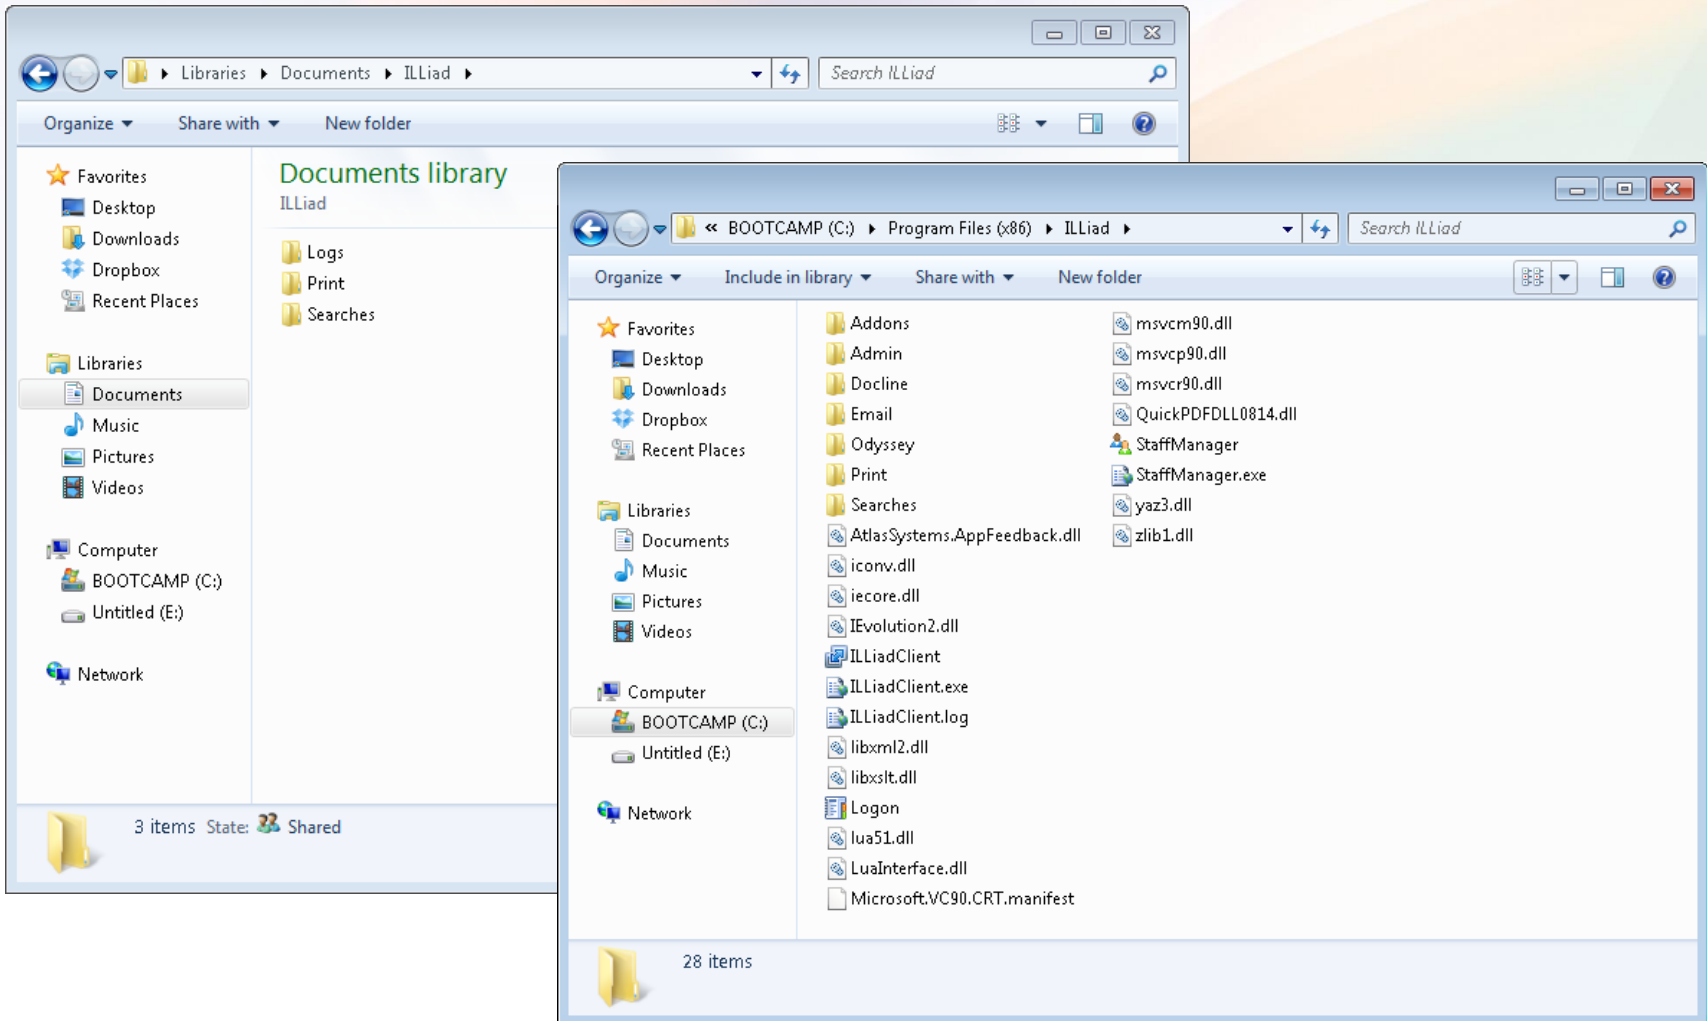 Libraries Documents ILLiad
Search ILLiad
Organize Share with New folder
Favorites
Desktop
Downloads
Dropbox
Recent Places
Libraries
Documents
Music
Pictures
Videos
Computer
BOOTCAMP (C:)
Untitled (E:)
Network
Documents library
ILLiad
Logs
Print
Searches
3 items State: Shared
« BOOTCAMP (C:) Program Files (x86) ILLiad
Search ILLiad
Organize Include in library Share with New folder
Favorites
Desktop
Downloads
Dropbox
Recent Places
Libraries
Documents
Music
Pictures
Videos
Computer
BOOTCAMP (C:)
Untitled (E:)
Network
Addons
Admin
Docline
Email
Odyssey
Print
Searches
AtlasSystems.AppFeedback.dll
iconv.dll
iecore.dll
IEvolution2.dll
ILLiadClient
ILLiadClient.exe
ILLiadClient.log
libxml2.dll
libxslt.dll
Logon
lua51.dll
LuaInterface.dll
Microsoft.VC90.CRT.manifest
msvcm90.dll
msvcp90.dll
msvcr90.dll
QuickPDFDLL0814.dll
StaffManager
StaffManager.exe
yaz3.dll
zlib1.dll
28 items